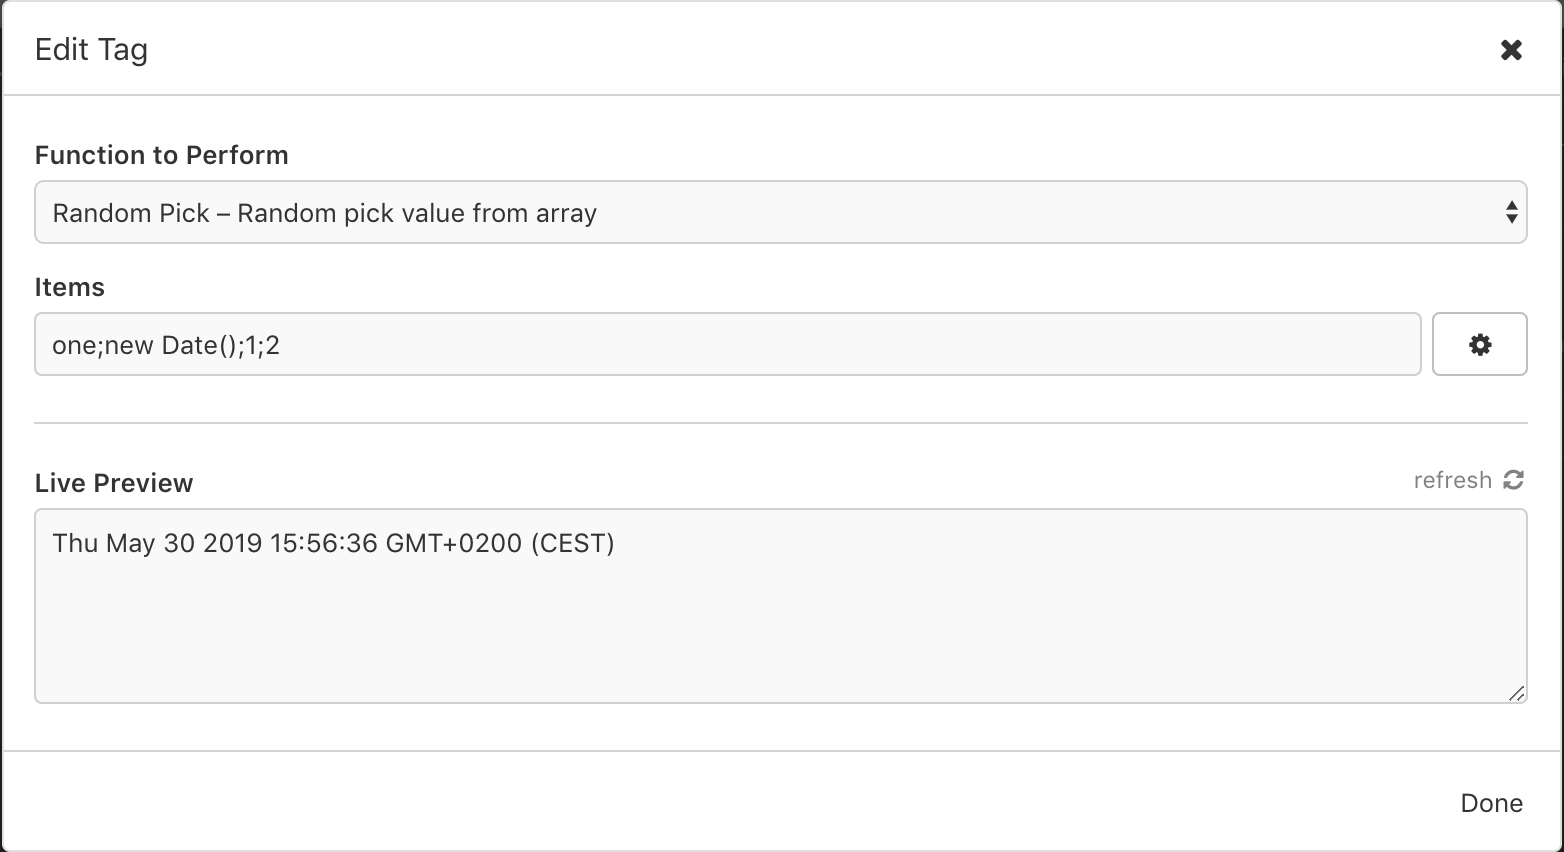 Edit Tag
Function to Perform
Random Pick – Random pick value from array
Items
one;new Date();1;2
Live Preview
refresh
Thu May 30 2019 15:56:36 GMT+0200 (CEST)
Done